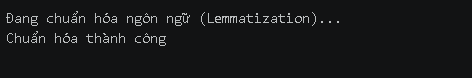 Đang chuẩn hóa ngôn ngữ (Lemmatization)...
Chuẩn hóa thành công